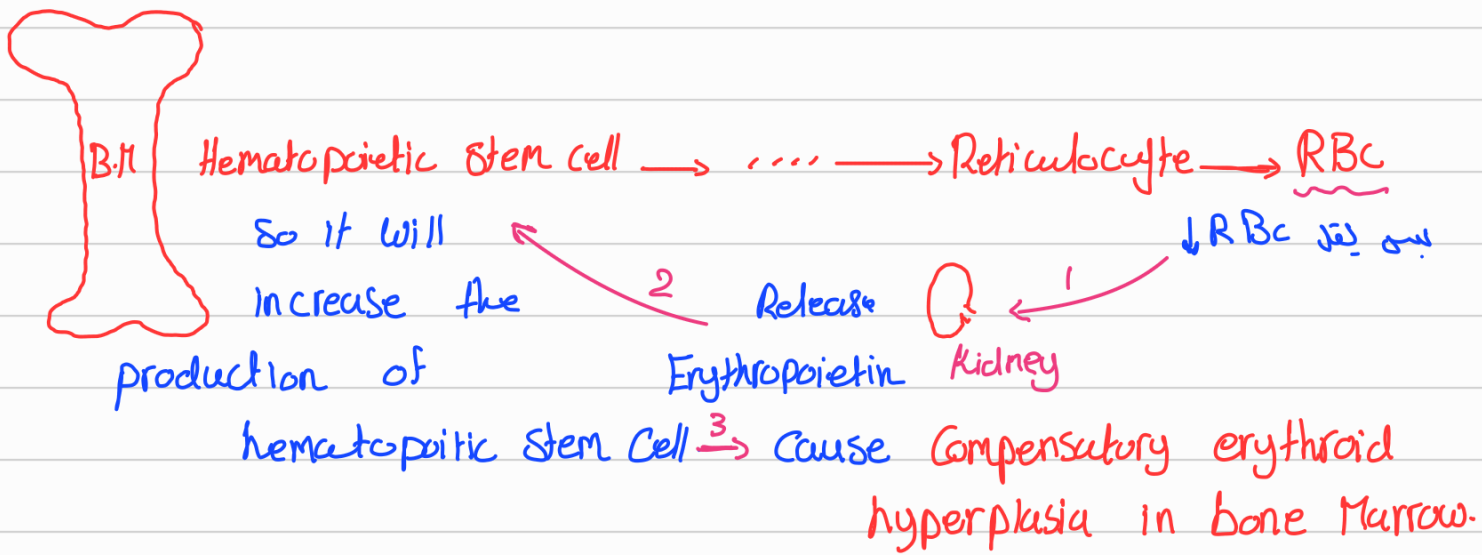 B.M Hematopoietic stem cell → .... → Reticulocyte → RBc
so it will
↓RBc بس يقل
2
1
increase the
Release
production of
Erythropoietin
Kidney
hematopoitic stem Cell 3→ Cause Compensatory erythroid
hyperplasia in bone Marrow.